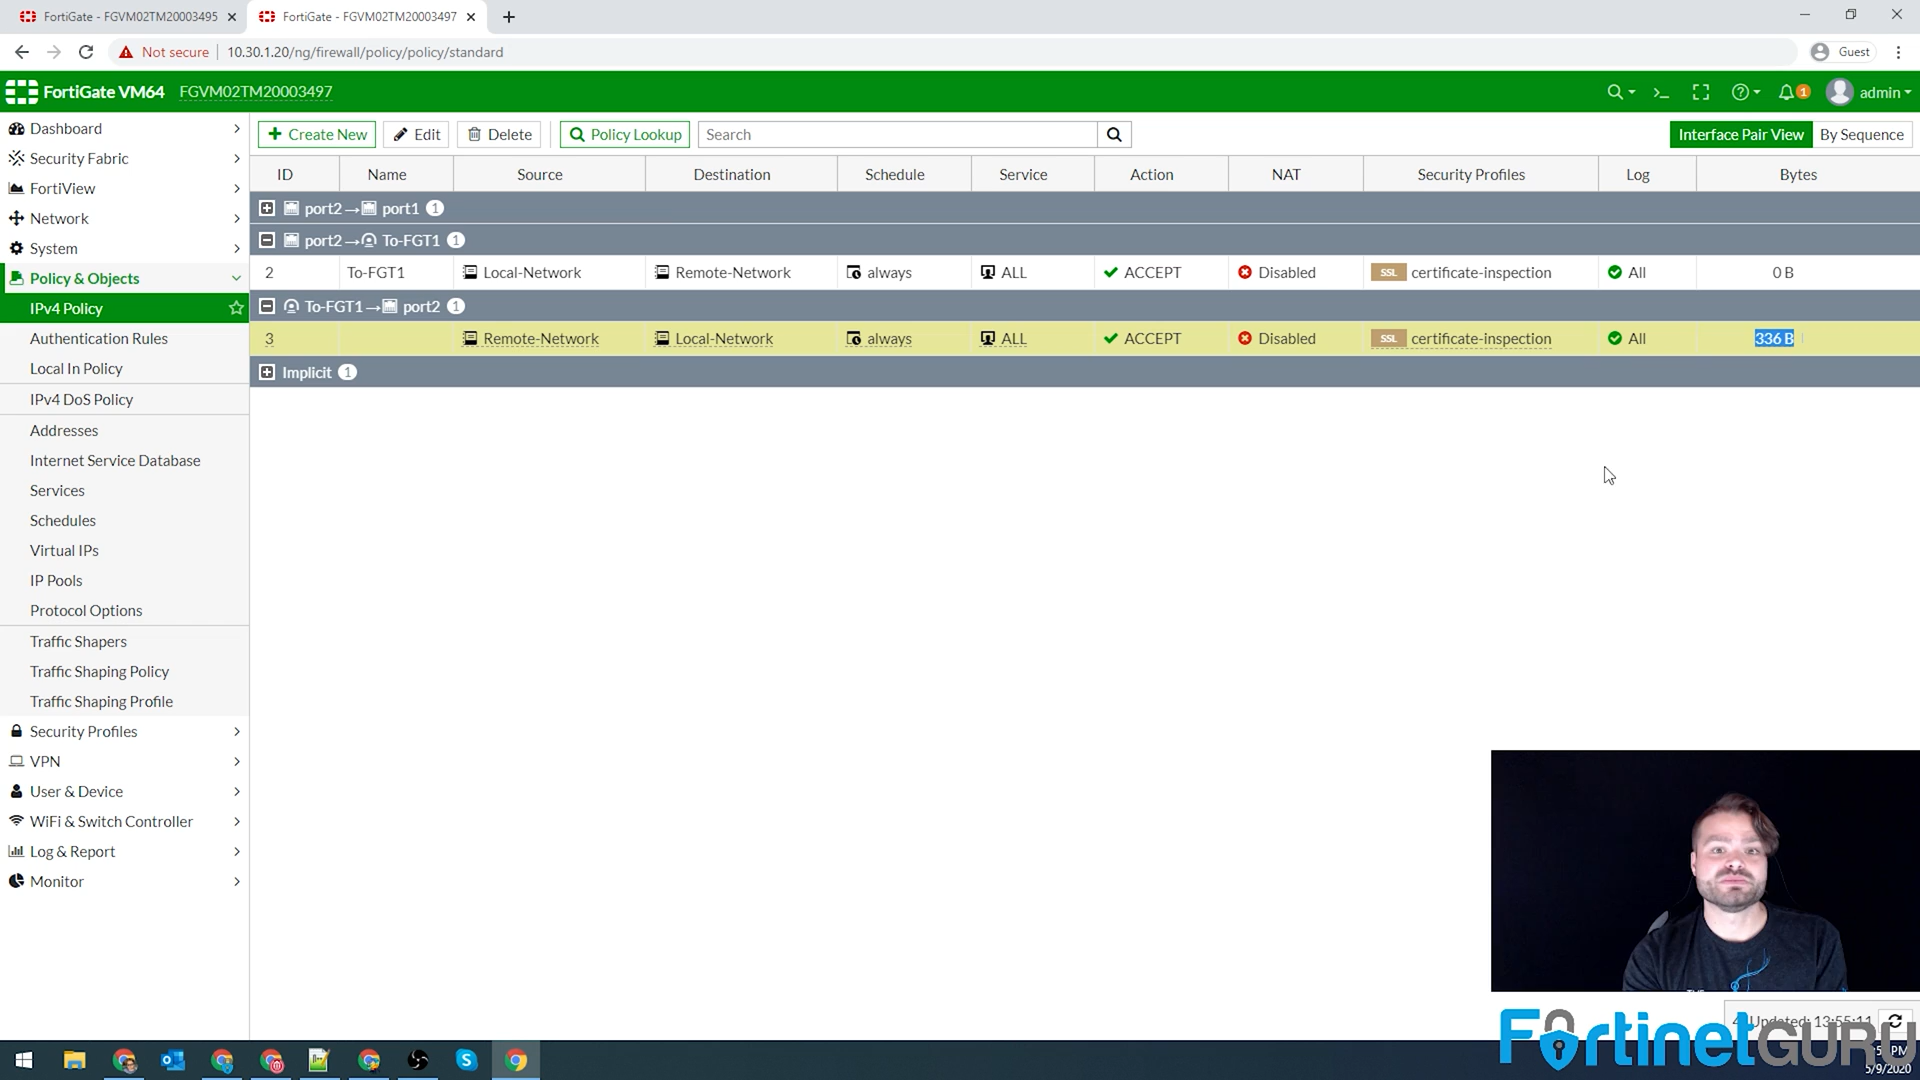 FortiGate - FGVM02TM20003495
FortiGate - FGVM02TM20003497
Not secure
10.30.1.20/ng/firewall/policy/policy/standard
Guest
FortiGate VM64 FGVM02TM20003497
1
admin
Dashboard
Security Fabric
FortiView
Network
System
Policy & Objects
IPv4 Policy
Authentication Rules
Local In Policy
IPv4 DoS Policy
Addresses
Internet Service Database
Services
Schedules
Virtual IPs
IP Pools
Protocol Options
Traffic Shapers
Traffic Shaping Policy
Traffic Shaping Profile
Security Profiles
VPN
User & Device
WiFi & Switch Controller
Log & Report
Monitor
Create New Edit Delete Policy Lookup Search Interface Pair View By Sequence
ID Name Source Destination Schedule Service Action NAT Security Profiles Log Bytes
port2 → port1 1
port2 → To-FGT1 1
2 To-FGT1 Local-Network Remote-Network always ALL ACCEPT Disabled SSL certificate-inspection All 0 B
To-FGT1 → port2 1
3 Remote-Network Local-Network always ALL ACCEPT Disabled SSL certificate-inspection All 336 B
Implicit 1
Updated: 13:55:11
FortinetGURU
PM
5/9/2020